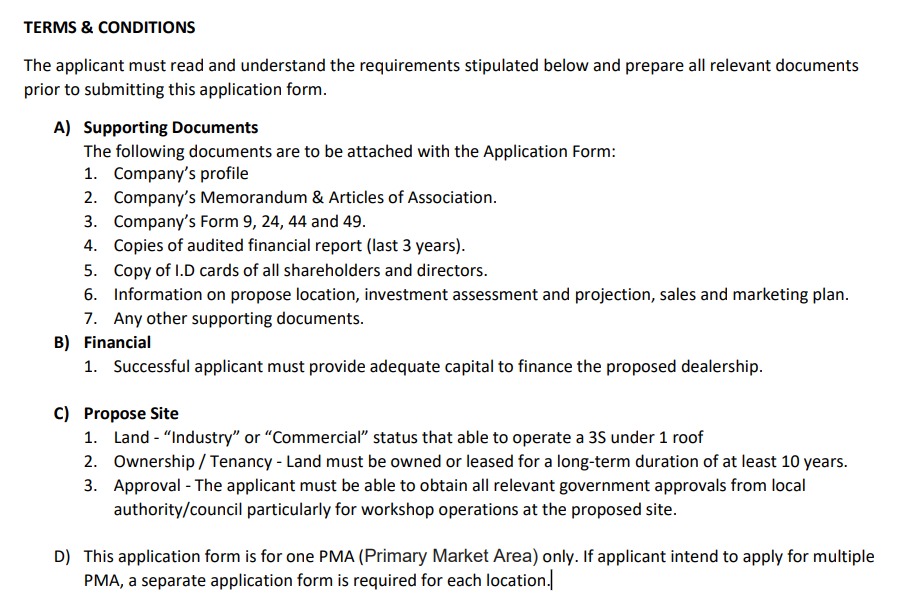 TERMS & CONDITIONS
The applicant must read and understand the requirements stipulated below and prepare all relevant documents
prior to submitting this application form.
A) Supporting Documents
The following documents are to be attached with the Application Form:
1. Company’s profile
2. Company’s Memorandum & Articles of Association.
3. Company’s Form 9, 24, 44 and 49.
4. Copies of audited financial report (last 3 years).
5. Copy of I.D cards of all shareholders and directors.
6. Information on propose location, investment assessment and projection, sales and marketing plan.
7. Any other supporting documents.
B) Financial
1. Successful applicant must provide adequate capital to finance the proposed dealership.
C) Propose Site
1. Land - “Industry” or “Commercial” status that able to operate a 3S under 1 roof
2. Ownership / Tenancy - Land must be owned or leased for a long-term duration of at least 10 years.
3. Approval - The applicant must be able to obtain all relevant government approvals from local
authority/council particularly for workshop operations at the proposed site.
D) This application form is for one PMA (Primary Market Area) only. If applicant intend to apply for multiple
PMA, a separate application form is required for each location.